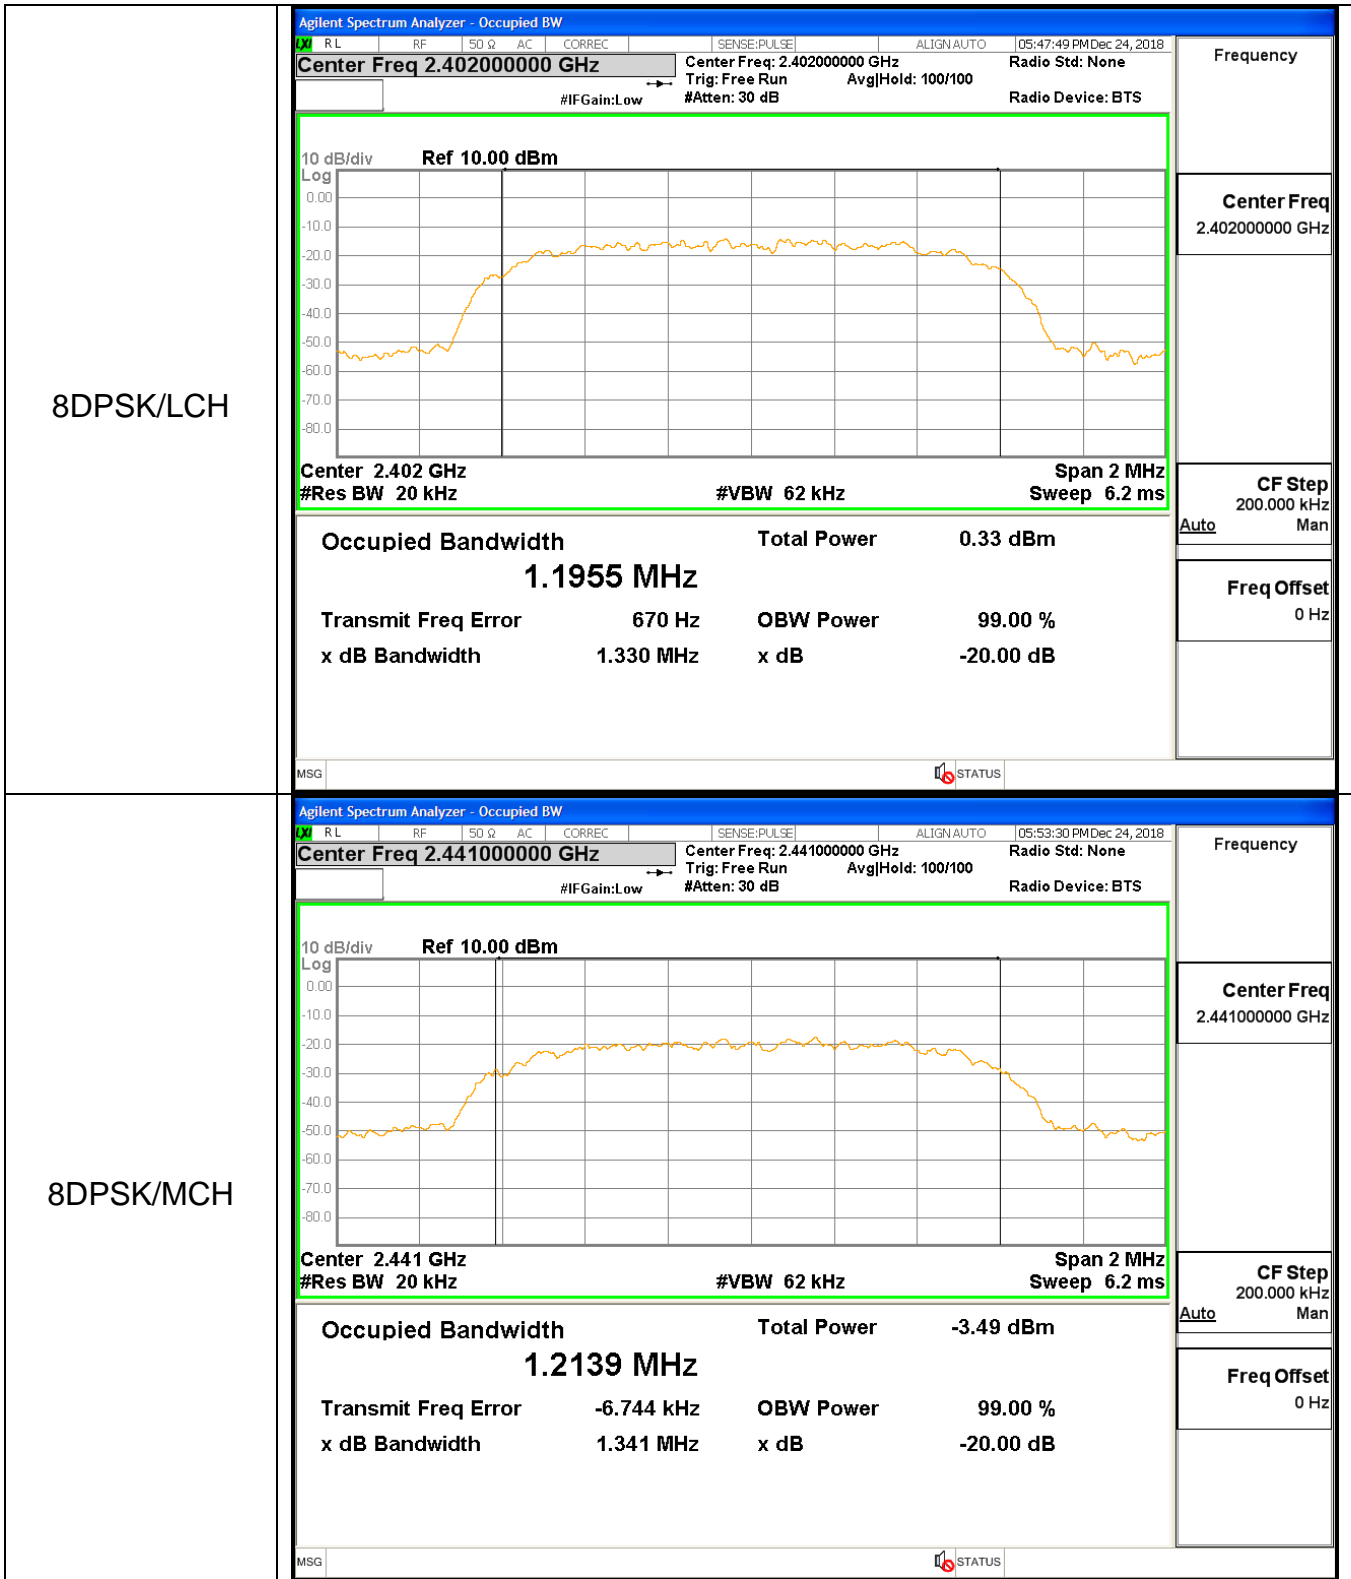 8DPSK/LCH
Agilent Spectrum Analyzer - Occupied BW
LXI RL RF 50 Ω AC CORREC SENSE:PULSE ALIGNAUTO 05:47:49 PM Dec 24, 2018
Center Freq 2.402000000 GHz
Center Freq: 2.402000000 GHz Radio Std: None
Trig: Free Run Avg|Hold: 100/100
#IFGain:Low #Atten: 30 dB Radio Device: BTS
Frequency
10 dB/div Ref 10.00 dBm
Log
0.00
-10.0
-20.0
-30.0
-40.0
-50.0
-60.0
-70.0
-80.0
Center 2.402 GHz Span 2 MHz
#Res BW 20 kHz #VBW 62 kHz Sweep 6.2 ms
Center Freq
2.402000000 GHz
CF Step
200.000 kHz
Auto Man
Freq Offset
0 Hz
Occupied Bandwidth Total Power 0.33 dBm
1.1955 MHz
Transmit Freq Error 670 Hz OBW Power 99.00 %
x dB Bandwidth 1.330 MHz x dB -20.00 dB
MSG STATUS
8DPSK/MCH
Agilent Spectrum Analyzer - Occupied BW
LXI RL RF 50 Ω AC CORREC SENSE:PULSE ALIGNAUTO 05:53:30 PM Dec 24, 2018
Center Freq 2.441000000 GHz
Center Freq: 2.441000000 GHz Radio Std: None
Trig: Free Run Avg|Hold: 100/100
#IFGain:Low #Atten: 30 dB Radio Device: BTS
Frequency
10 dB/div Ref 10.00 dBm
Log
0.00
-10.0
-20.0
-30.0
-40.0
-50.0
-60.0
-70.0
-80.0
Center 2.441 GHz Span 2 MHz
#Res BW 20 kHz #VBW 62 kHz Sweep 6.2 ms
Center Freq
2.441000000 GHz
CF Step
200.000 kHz
Auto Man
Freq Offset
0 Hz
Occupied Bandwidth Total Power -3.49 dBm
1.2139 MHz
Transmit Freq Error -6.744 kHz OBW Power 99.00 %
x dB Bandwidth 1.341 MHz x dB -20.00 dB
MSG STATUS